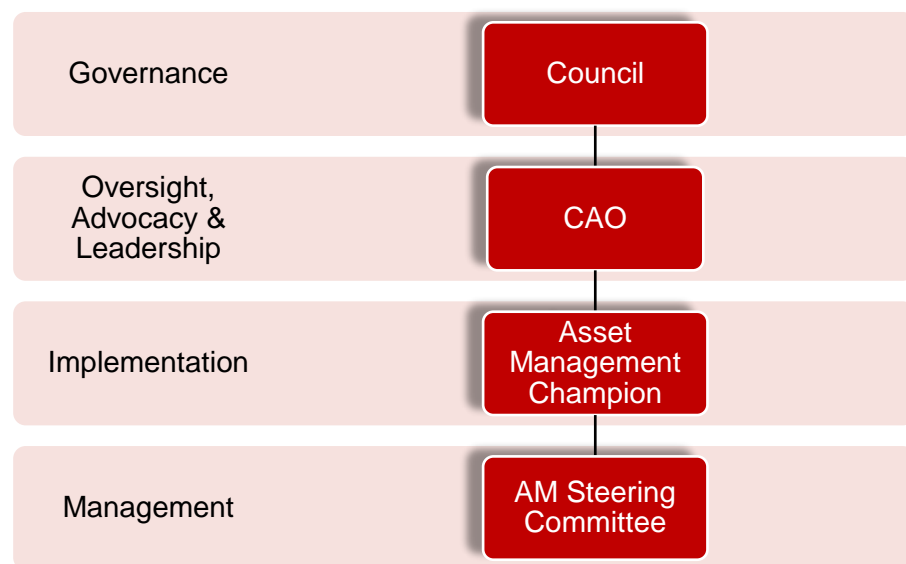 Governance
Council
Oversight,
Advocacy &
Leadership
CAO
Implementation
Asset
Management
Champion
Management
AM Steering
Committee